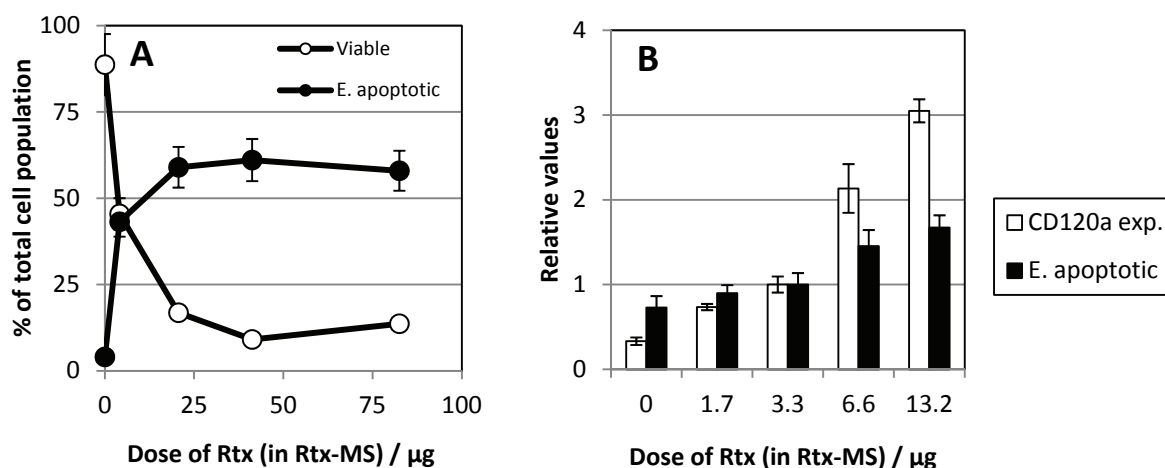 A
Viable
E. apoptotic
% of total cell population
100
75
50
25
0
0 25 50 75 100
Dose of Rtx (in Rtx-MS) / µg
B
Relative values
4
3
2
1
0
0 1.7 3.3 6.6 13.2
Dose of Rtx (in Rtx-MS) / µg
CD120a exp.
E. apoptotic